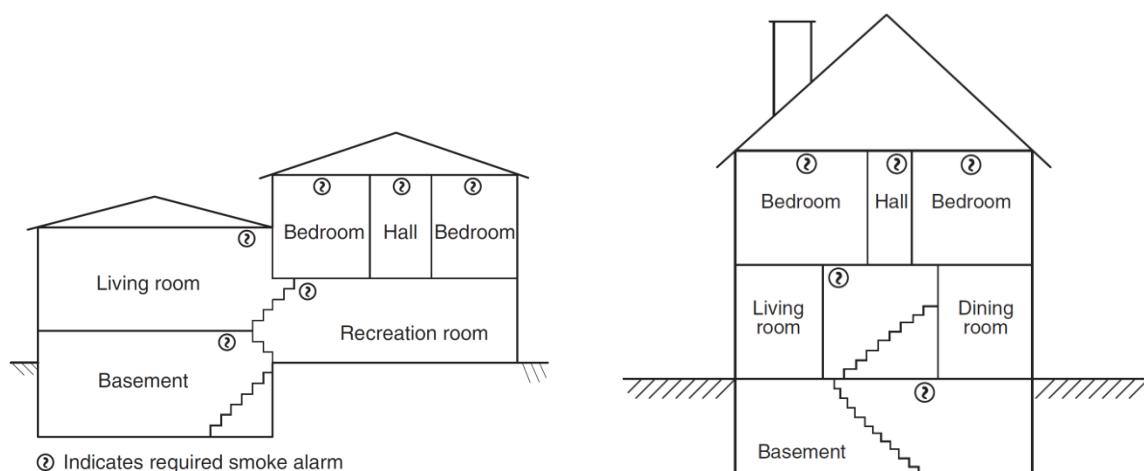 Bedroom
Hall
Bedroom
Living room
Recreation room
Basement
Indicates required smoke alarm
Bedroom
Hall
Bedroom
Living
room
Dining
room
Basement